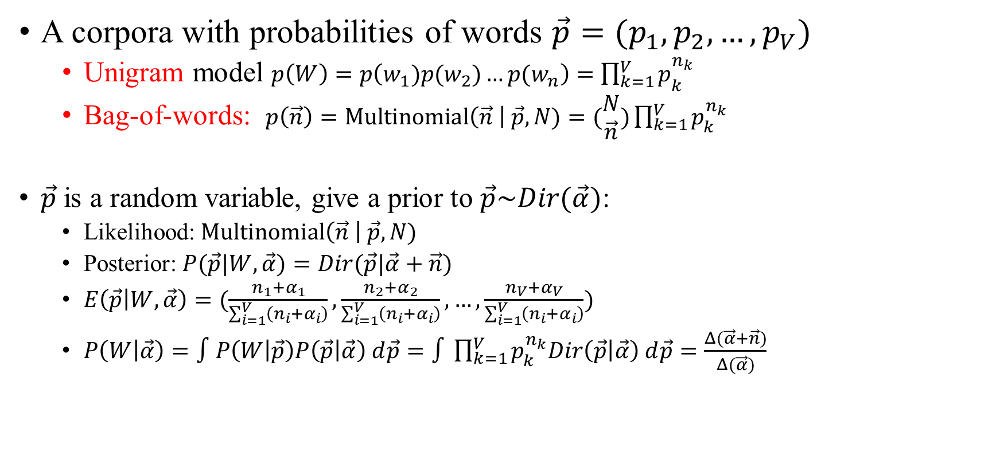 • A corpora with probabilities of words $\vec{p} = (p_1, p_2, \ldots, p_V)$
• Unigram model $p(W) = p(w_1)p(w_2) \ldots p(w_n) = \prod_{k=1}^{V} p_k^{n_k}$
• Bag-of-words: $p(\vec{n}) = \text{Multinomial}(\vec{n} \mid \vec{p}, N) = \binom{N}{\vec{n}} \prod_{k=1}^{V} p_k^{n_k}$
• $\vec{p}$ is a random variable, give a prior to $\vec{p} \sim Dir(\vec{\alpha})$:
• Likelihood: $\text{Multinomial}(\vec{n} \mid \vec{p}, N)$
• Posterior: $P(\vec{p}|W, \vec{\alpha}) = Dir(\vec{p}|\vec{\alpha} + \vec{n})$
• $E(\vec{p}|W, \vec{\alpha}) = (\frac{n_1+\alpha_1}{\sum_{i=1}^{V}(n_i+\alpha_i)}, \frac{n_2+\alpha_2}{\sum_{i=1}^{V}(n_i+\alpha_i)}, \ldots, \frac{n_V+\alpha_V}{\sum_{i=1}^{V}(n_i+\alpha_i)})$
• $P(W|\vec{\alpha}) = \int P(W|\vec{p})P(\vec{p}|\vec{\alpha})\, d\vec{p} = \int \prod_{k=1}^{V} p_k^{n_k} Dir(\vec{p}|\vec{\alpha})\, d\vec{p} = \frac{\Delta(\vec{\alpha}+\vec{n})}{\Delta(\vec{\alpha})}$